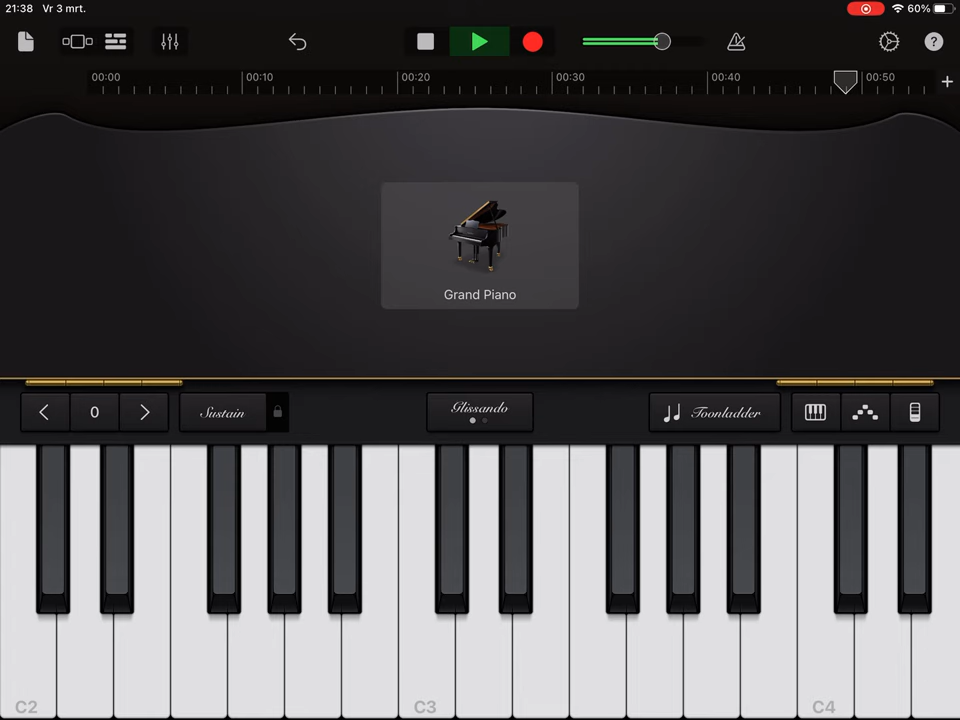 21:38 Vr 3 mrt. 60%
?
00:00 00:10 00:20 00:30 00:40 00:50 +
Grand Piano
0 Sustain Glissando Toonladder
C2 C3 C4